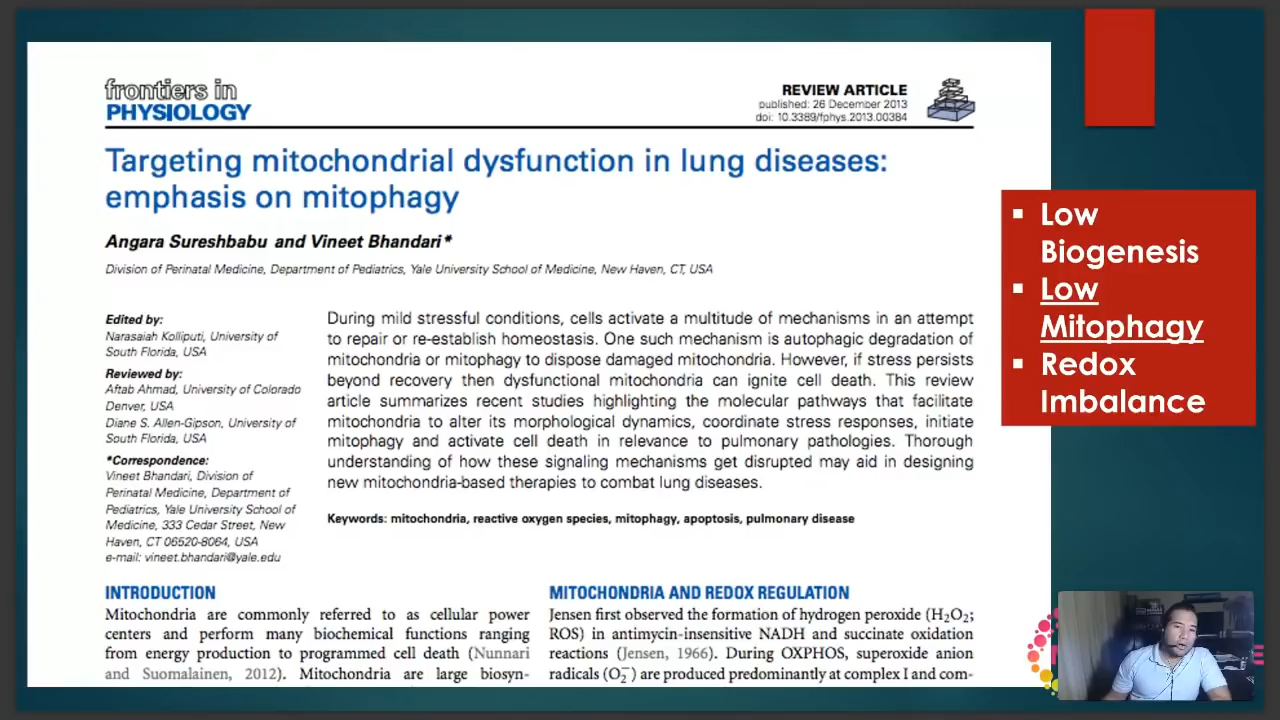 frontiers in
PHYSIOLOGY
REVIEW ARTICLE
published: 26 December 2013
doi: 10.3389/fphys.2013.00384
Targeting mitochondrial dysfunction in lung diseases:
emphasis on mitophagy
Angara Sureshbabu and Vineet Bhandari*
Division of Perinatal Medicine, Department of Pediatrics, Yale University School of Medicine, New Haven, CT, USA
Edited by:
Narasaiah Kolliputi, University of
South Florida, USA
Reviewed by:
Aftab Ahmad, University of Colorado
Denver, USA
Diane S. Allen-Gipson, University of
South Florida, USA
*Correspondence:
Vineet Bhandari, Division of
Perinatal Medicine, Department of
Pediatrics, Yale University School of
Medicine, 333 Cedar Street, New
Haven, CT 06520-8064, USA
e-mail: vineet.bhandari@yale.edu
During mild stressful conditions, cells activate a multitude of mechanisms in an attempt
to repair or re-establish homeostasis. One such mechanism is autophagic degradation of
mitochondria or mitophagy to dispose damaged mitochondria. However, if stress persists
beyond recovery then dysfunctional mitochondria can ignite cell death. This review
article summarizes recent studies highlighting the molecular pathways that facilitate
mitochondria to alter its morphological dynamics, coordinate stress responses, initiate
mitophagy and activate cell death in relevance to pulmonary pathologies. Thorough
understanding of how these signaling mechanisms get disrupted may aid in designing
new mitochondria-based therapies to combat lung diseases.
Keywords: mitochondria, reactive oxygen species, mitophagy, apoptosis, pulmonary disease
INTRODUCTION
Mitochondria are commonly referred to as cellular power
centers and perform many biochemical functions ranging
from energy production to programmed cell death (Nunnari
and Suomalainen, 2012). Mitochondria are large biosyn-
MITOCHONDRIA AND REDOX REGULATION
Jensen first observed the formation of hydrogen peroxide (H₂O₂;
ROS) in antimycin-insensitive NADH and succinate oxidation
reactions (Jensen, 1966). During OXPHOS, superoxide anion
radicals (O₂⁻) are produced predominantly at complex I and com-
▪ Low
Biogenesis
▪ Low
Mitophagy
▪ Redox
Imbalance